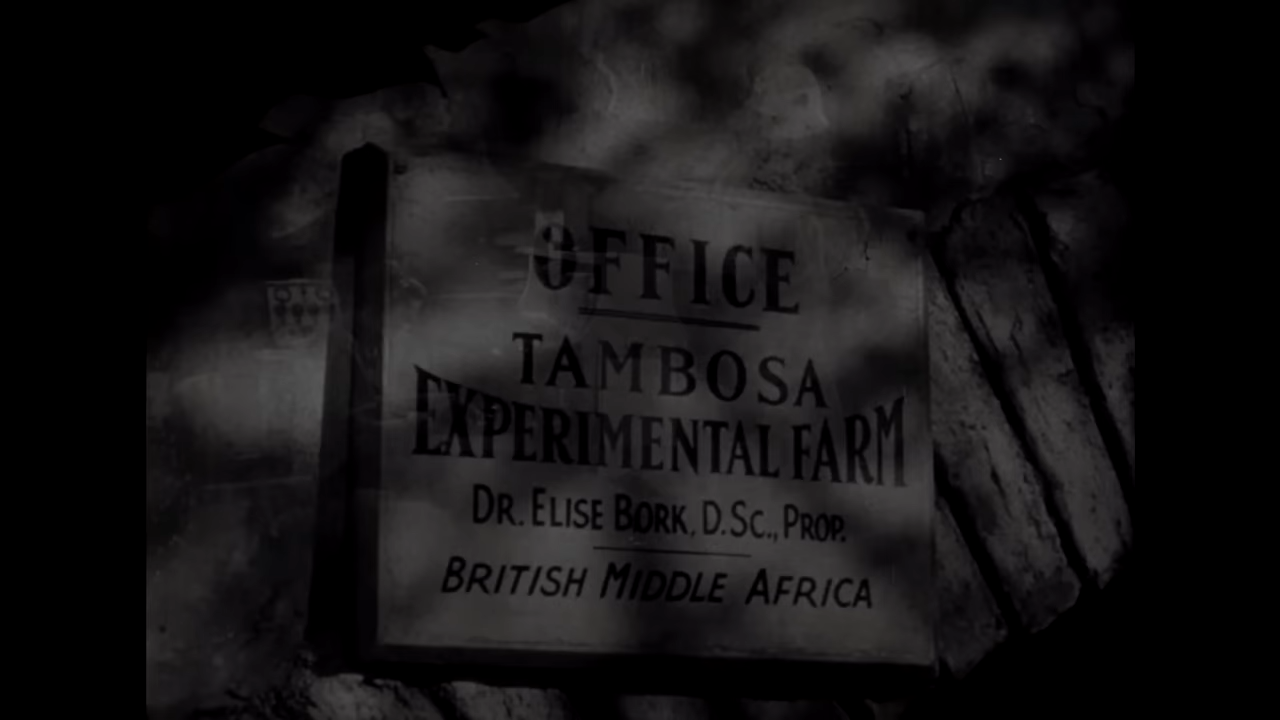 OFFICE
TAMBOSA
EXPERIMENTAL FARM
DR. ELISE BORK, D.SC., PROP.
BRITISH MIDDLE AFRICA